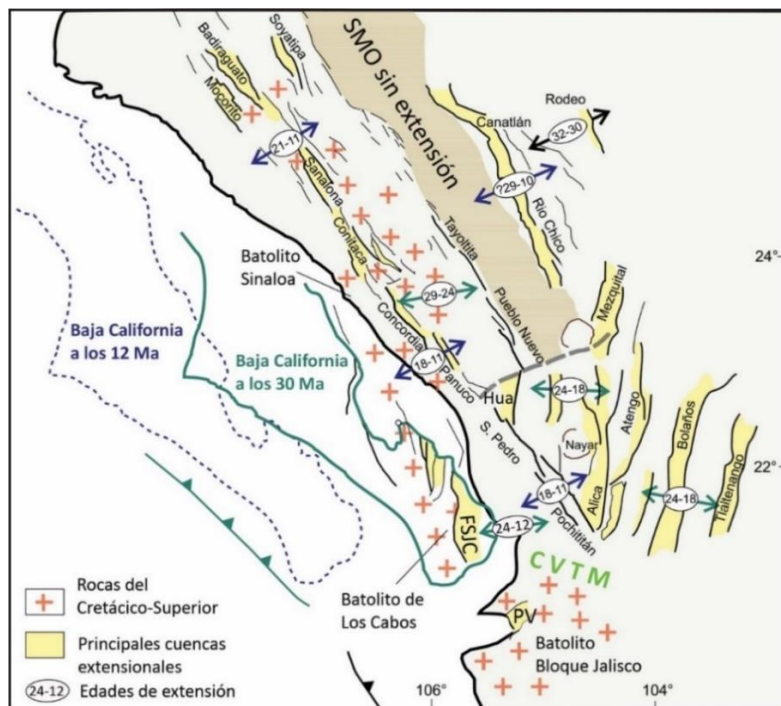 Soyatipa
Badiraguato
Mocorito
SMO sin extensión
Rodeo
Canatlán
32-30
21-11
?29-10
Sanalona
Río Chico
Tayoltita
Conitaca
24°
Batolito
Sinaloa
Mezquital
29-24
Pueblo Nuevo
Concordia
Baja California
a los 12 Ma
Baja California
a los 30 Ma
18-11
Panuco
Hua
24-18
Atengo
Bolaños
S. Pedro
Nayar
22°
Tlaltenango
18-11
Alica
24-18
FSJC
24-12
Pochititán
CVTM
Rocas del
Cretácico-Superior
Batolito de
Los Cabos
PV
Batolito
Bloque Jalisco
Principales cuencas
extensionales
24-12 Edades de extensión
106°
104°